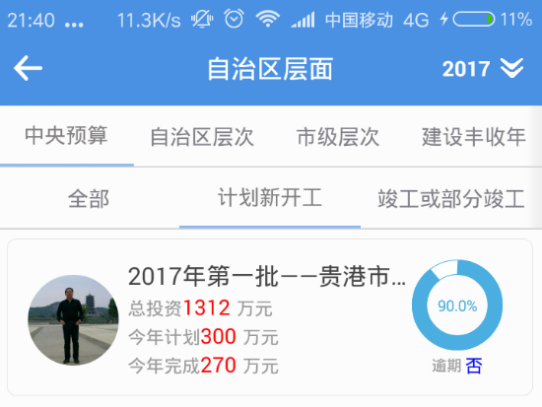 21:40 ... 11.3K/s 中国移动 4G 11%
自治区层面 2017
中央预算 自治区层次 市级层次 建设丰收年
全部 计划新开工 竣工或部分竣工
2017年第一批——贵港市...
总投资1312 万元
今年计划300 万元
今年完成270 万元
90.0%
逾期 否